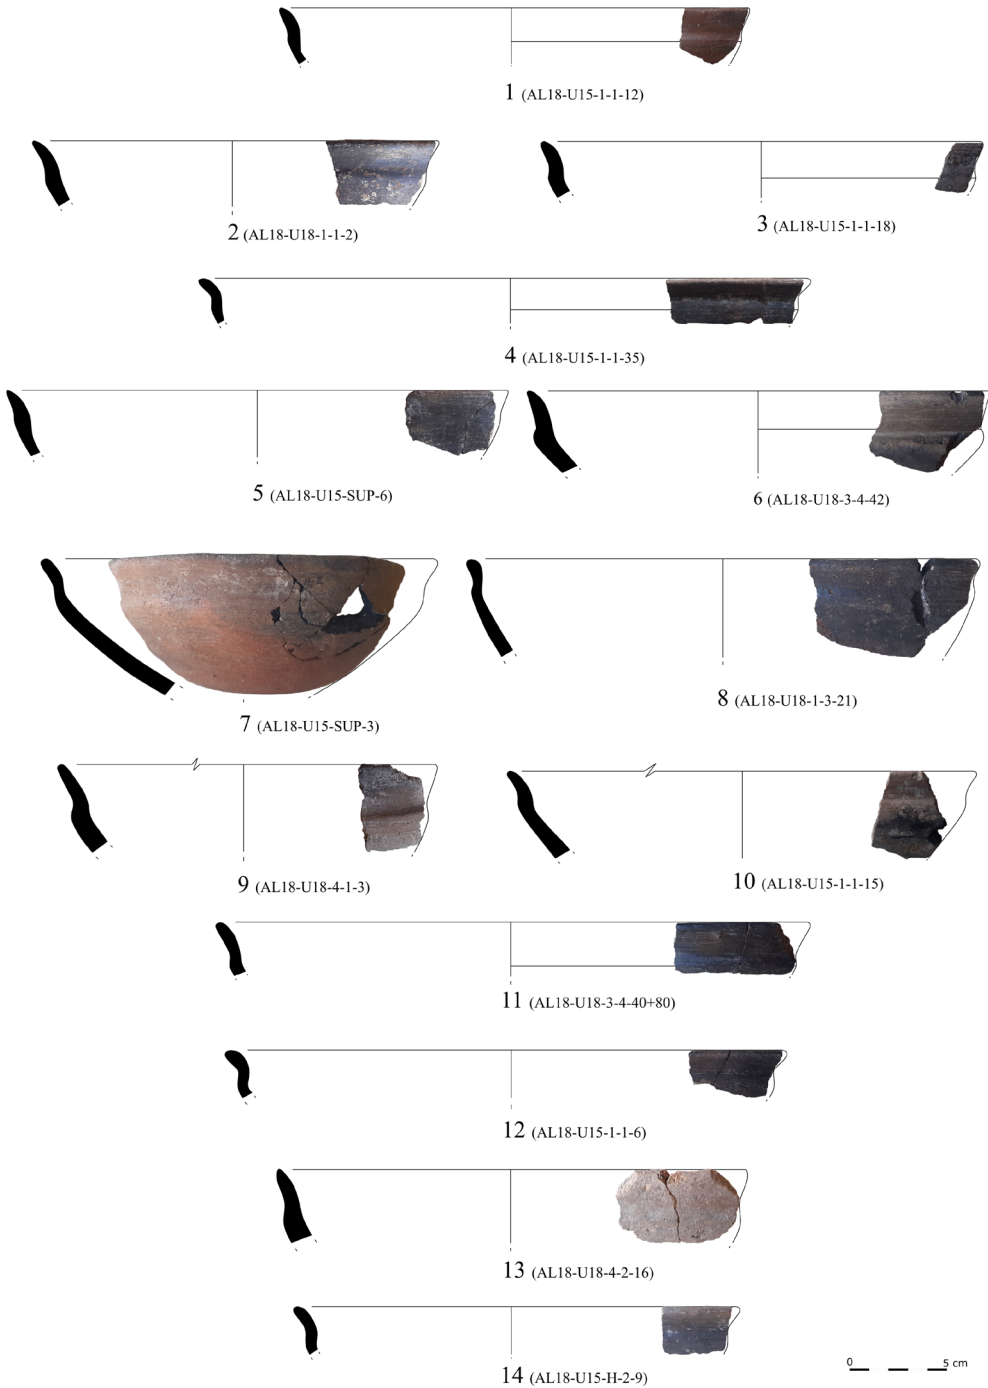 1 (AL18-U15-1-1-12)
2 (AL18-U18-1-1-2)
3 (AL18-U15-1-1-18)
4 (AL18-U15-1-1-35)
5 (AL18-U15-SUP-6)
6 (AL18-U18-3-4-42)
7 (AL18-U15-SUP-3)
8 (AL18-U18-1-3-21)
9 (AL18-U18-4-1-3)
10 (AL18-U15-1-1-15)
11 (AL18-U18-3-4-40+80)
12 (AL18-U15-1-1-6)
13 (AL18-U18-4-2-16)
14 (AL18-U15-H-2-9)
0 5 cm